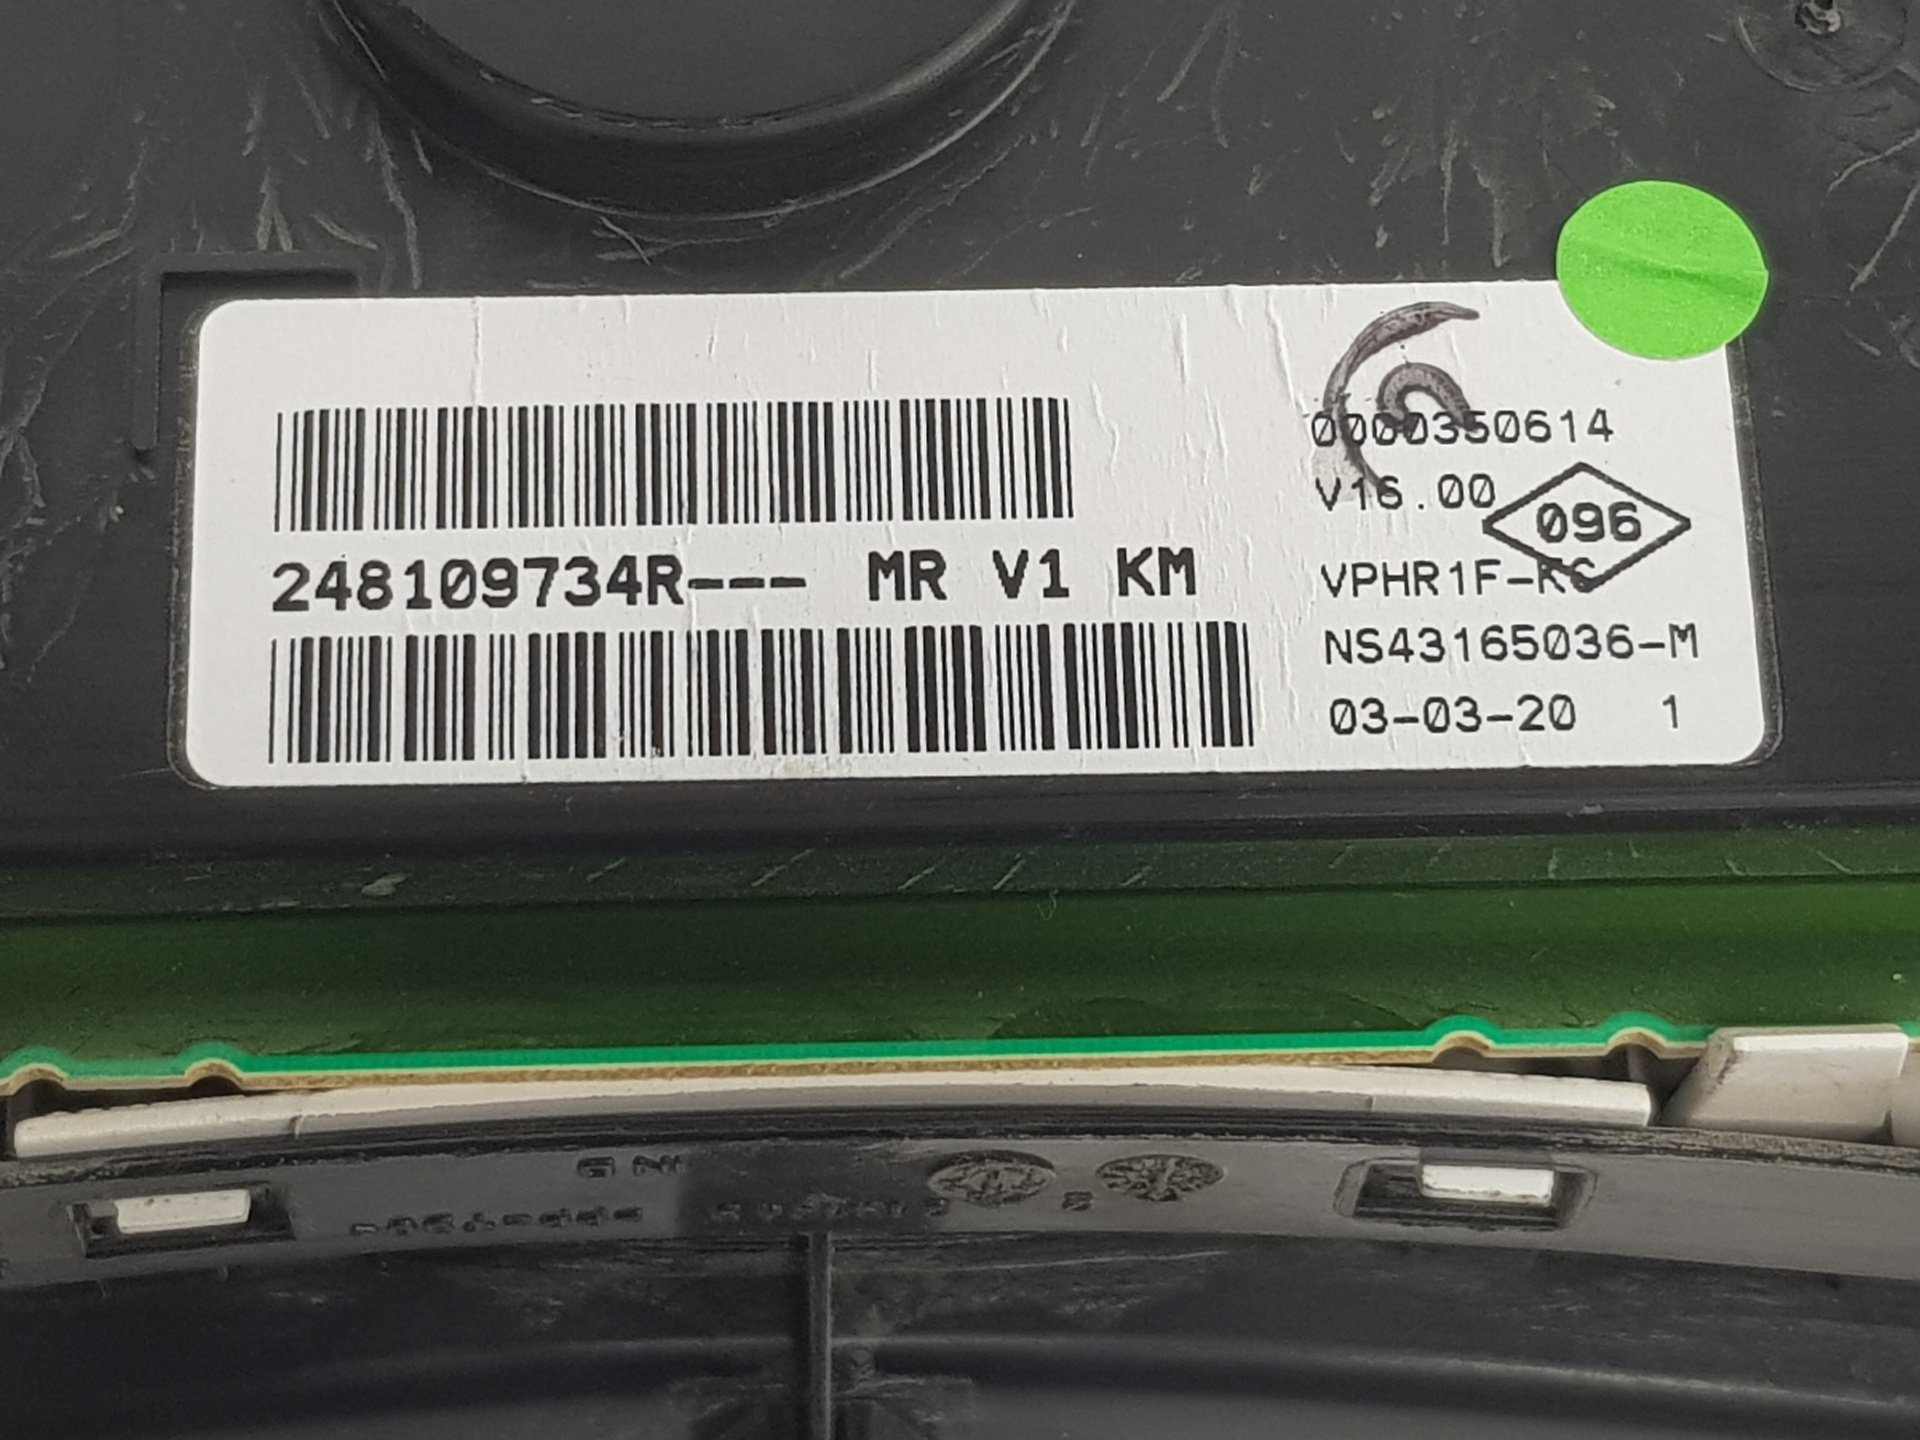 0000350614
V16.00
096
248109734R--- MR V1 KM
VPHR1F-KC
NS43165036-M
03-03-20 1